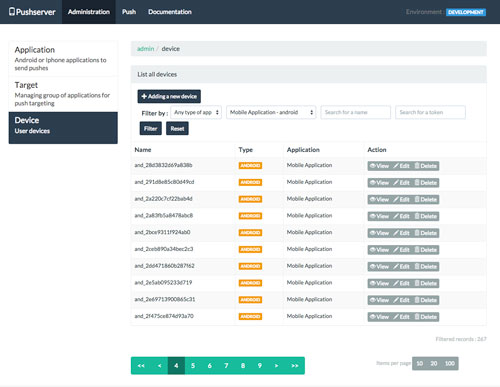 Pushserver Administration Push Documentation Environment DEVELOPMENT
Application
Android or Iphone applications to
send pushes
Target
Managing group of applications for
push targeting
Device
User devices
admin / device
List all devices
+ Adding a new device
Filter by : Any type of app Mobile Application - android Search for a name Search for a token
Filter Reset
Name Type Application Action
and_28d3832d69a838b ANDROID Mobile Application View Edit Delete
and_291d8e85c80d49cd ANDROID Mobile Application View Edit Delete
and_2a220c7cf22bab4d ANDROID Mobile Application View Edit Delete
and_2a83fb5a8478abc8 ANDROID Mobile Application View Edit Delete
and_2bce9311f924ab0 ANDROID Mobile Application View Edit Delete
and_2ceb890a34bec2c3 ANDROID Mobile Application View Edit Delete
and_2dd471860b287f62 ANDROID Mobile Application View Edit Delete
and_2e5ab095233d719 ANDROID Mobile Application View Edit Delete
and_2e69713900865c31 ANDROID Mobile Application View Edit Delete
and_2f475ce874d93a70 ANDROID Mobile Application View Edit Delete
Filtered records : 267
<< < 4 5 6 7 8 9 > >> Items per page 10 20 100